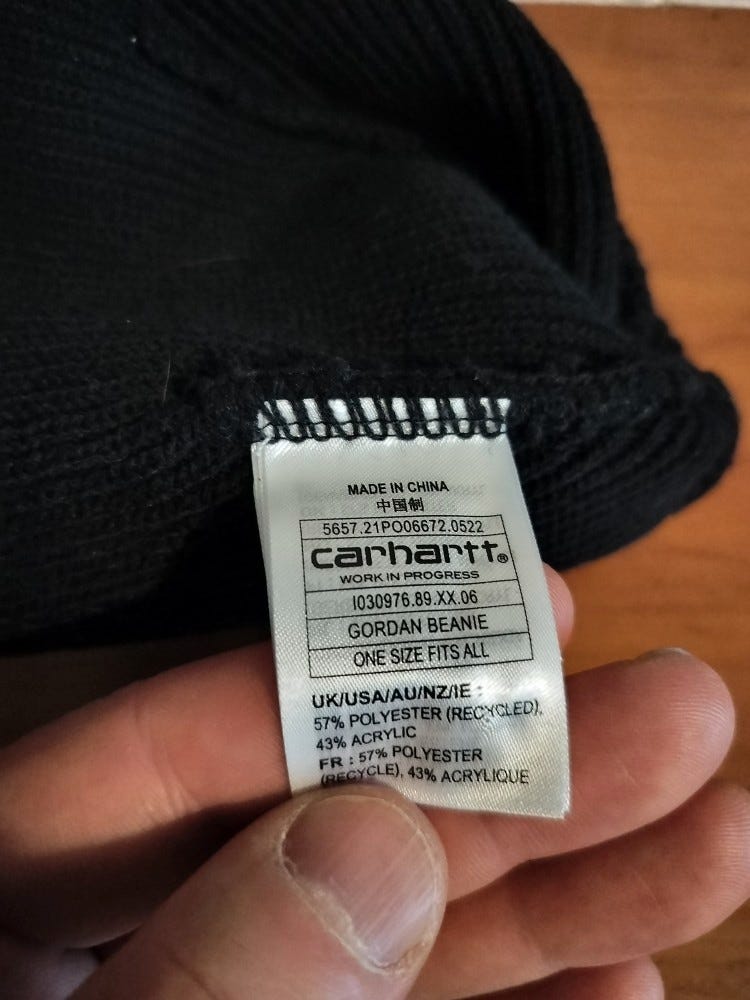 MADE IN CHINA
中国制
5657.21PO06672.0522
carhartt®
WORK IN PROGRESS
I030976.89.XX.06
GORDAN BEANIE
ONE SIZE FITS ALL
UK/USA/AU/NZ/IE :
57% POLYESTER (RECYCLED),
43% ACRYLIC
FR : 57% POLYESTER
(RECYCLE), 43% ACRYLIQUE